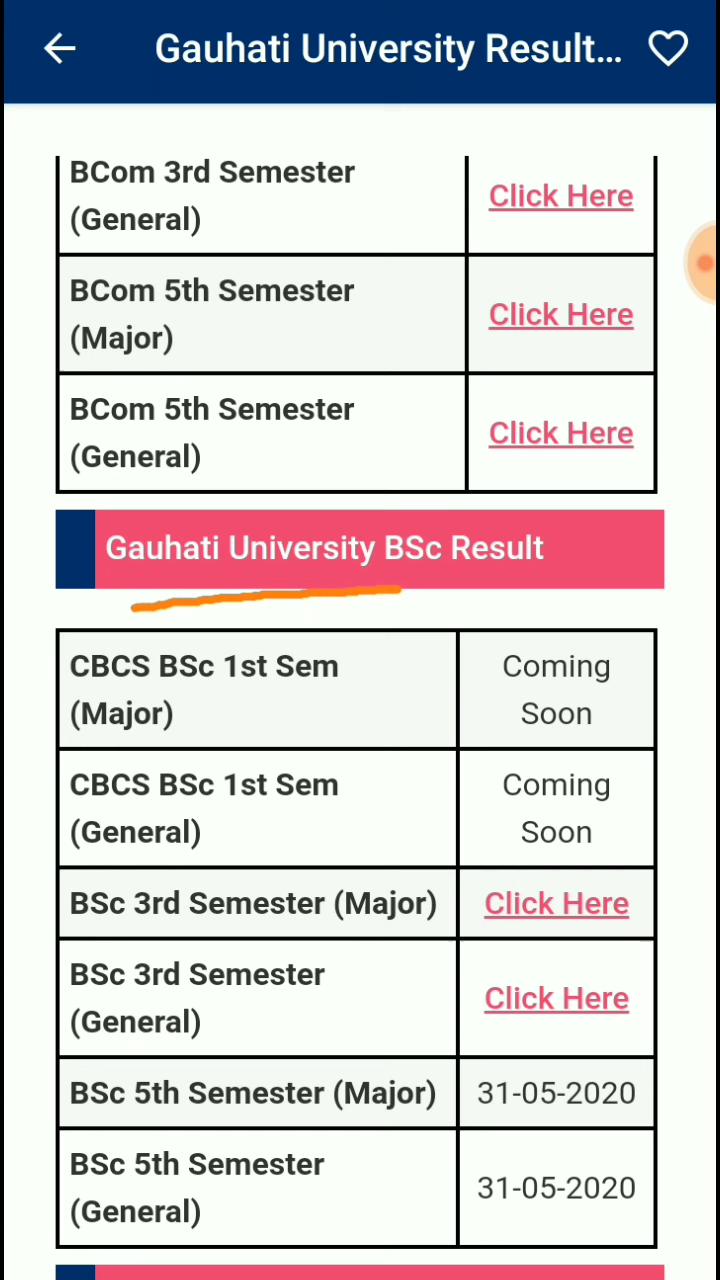 Gauhati University Result...
BCom 3rd Semester
(General)
Click Here
BCom 5th Semester
(Major)
Click Here
BCom 5th Semester
(General)
Click Here
Gauhati University BSc Result
CBCS BSc 1st Sem
(Major)
Coming
Soon
CBCS BSc 1st Sem
(General)
Coming
Soon
BSc 3rd Semester (Major)
Click Here
BSc 3rd Semester
(General)
Click Here
BSc 5th Semester (Major)
31-05-2020
BSc 5th Semester
(General)
31-05-2020